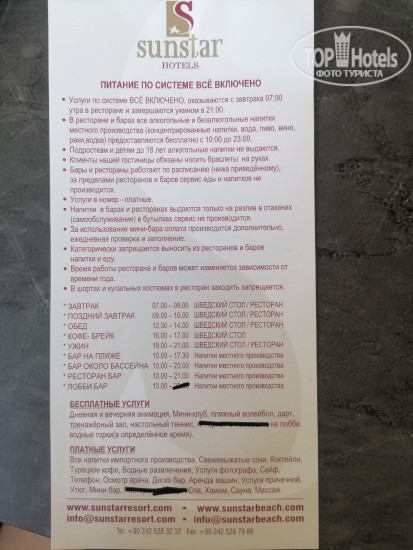 S
sunstar
HOTELS
TOPHotels
ФОТО ТУРИСТА
ПИТАНИЕ ПО СИСТЕМЕ ВСЁ ВКЛЮЧЕНО
• Услуги по системе ВСЁ ВКЛЮЧЕНО, оказываются с завтрака 07:00
утра в ресторане и завершаются ужином в 21:00.
• В ресторане и барах все алкогольные и безалкогольные напитки
местного производства (концентрированные напитки, вода, пиво, вино,
раки,водка) предоставляются бесплатно с 10:00 до 23:00.
• Подросткам и детям до 18 лет алкогольные напитки не выдаются.
• Клиенты нашей гостиницы обязаны носить браслеты на руках.
• Бары и рестораны работают по расписанию (ниже приведённому),
за пределами ресторанов и баров сервис еды и напитков не
производится.
• Услуги в номер - платные.
• Напитки в барах и ресторанах выдаются только на разлив в стаканах
(самообслуживание) в бутылках сервис не производится.
• За использование мини-бара оплата производится дополнительно,
ежедневная проверка и заполнение.
• Категорически запрещается выносить из ресторанов и баров
напитки и еду.
• Время работы ресторана и баров может изменяется зависимости от
времени года.
• В шортах и купальных костюмах в ресторан заходить запрещается.
* ЗАВТРАК 07.00 – 09.00 ШВЕДСКИЙ СТОЛ / РЕСТОРАН
* ПОЗДНИЙ ЗАВТРАК 09.00 – 10.00 ШВЕДСКИЙ СТОЛ / РЕСТОРАН
* ОБЕД 12.30 – 14.00 ШВЕДСКИЙ СТОЛ / РЕСТОРАН
* КОФЕ- БРЕЙК 16.00 – 17.00 ШВЕДСКИЙ СТОЛ
* УЖИН 19.00 – 21.00 ШВЕДСКИЙ СТОЛ / РЕСТОРАН
* БАР НА ПЛЯЖЕ 10.00 – 17.30 Напитки местного производства
* БАР ОКОЛО БАССЕЙНА 10.00 – 23.00 Напитки местного производства
* РЕСТОРАН БАР 10.00 – 21.00 Напитки местного производства
* ЛОББИ БАР 10.00 - Напитки местного производства
БЕСПЛАТНЫЕ УСЛУГИ
Дневная и вечерняя анимация, Мини-клуб, пляжный волейбол, дарт,
тренажёрный зал, настольный теннис, на лобби,
водные горки(в определённое время).
ПЛАТНЫЕ УСЛУГИ
Все напитки импортного производства, Свежевыжатые соки, Коктейли,
Турецкое кофе, Водные развлечения, Услуги фотографа, Сейф.
Телефон, Осмотр врача, Диско бар, Аренда машин, Услуги прачечной,
Утюг, Мини бар, Спа, Хамам, Сауна, Массаж.
www.sunstarresort.com • www.sunstarbeach.com
info@sunstarresort.com • info@sunstarbeach.com
Tel: +90 242 528 32 32 Fax: +90 242 528 79 89